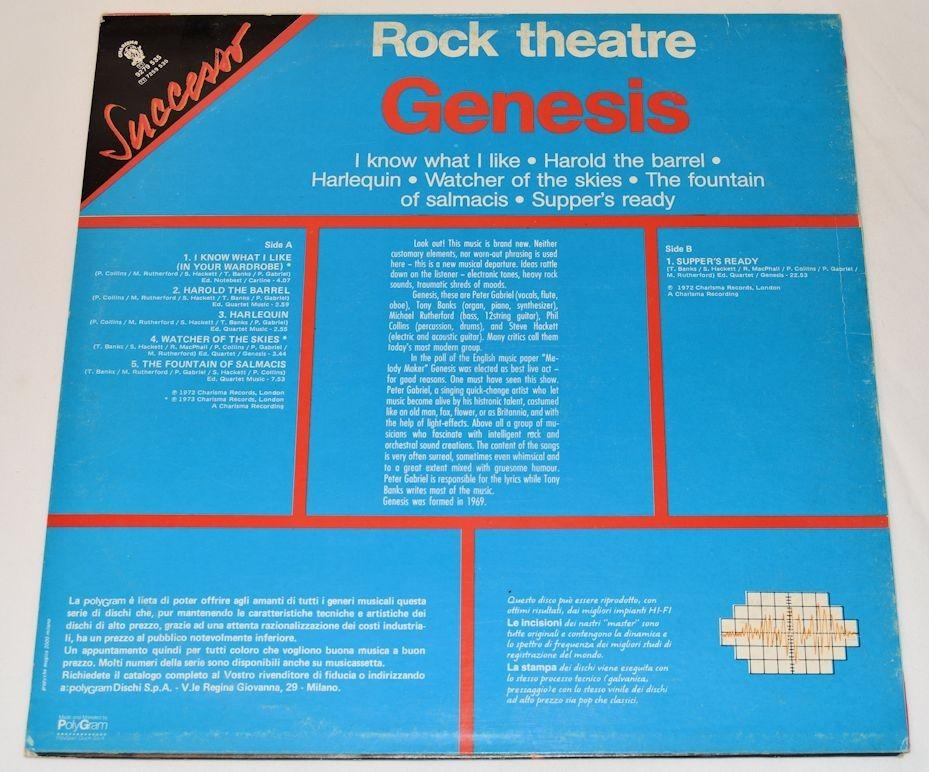 CHARISMA
9279 535
7259 535
Successo
Rock theatre
Genesis
I know what I like • Harold the barrel •
Harlequin • Watcher of the skies • The fountain
of salmacis • Supper's ready
Side A
1. I KNOW WHAT I LIKE
(IN YOUR WARDROBE) *
(P. Collins / M. Rutherford / S. Hackett / T. Banks / P. Gabriel)
Ed. Notebest / Carline - 4.07
2. HAROLD THE BARREL
(P. Collins / M. Rutherford / S. Hackett / T. Banks / P. Gabriel)
Ed. Quartet Music - 2.59
3. HARLEQUIN
(P. Collins / M. Rutherford / S. Hackett / T. Banks / P. Gabriel)
Ed. Quartet Music - 2.55
4. WATCHER OF THE SKIES *
(T. Banks / S. Hackett / R. MacPhail / P. Collins / P. Gabriel /
M. Rutherford) Ed. Quartet / Genesis - 3.44
5. THE FOUNTAIN OF SALMACIS
(T. Banks / M. Rutherford / P. Gabriel / S. Hackett / P. Collins)
Ed. Quartet Music - 7,53
℗ 1972 Charisma Records, London
* ℗ 1973 Charisma Records, London
A Charisma Recording
Look out! This music is brand new. Neither
customary elements, nor worn-out phrasing is used
here – this is a new musical departure. Ideas rattle
down on the listener – electronic tones, heavy rock
sounds, traumatic shreds of moods.
Genesis, these are Peter Gabriel (vocals, flute,
oboe), Tony Banks (organ, piano, synthesizer),
Michael Rutherford (bass, 12string guitar), Phil
Collins (percussion, drums), and Steve Hackett
(electric and acoustic guitar). Many critics call them
today's most modern group.
In the poll of the English music paper "Me-
lody Maker" Genesis was elected as best live act –
for good reasons. One must have seen this show.
Peter Gabriel, a singing quick-change artist who let
music become alive by his histronic talent, costumed
like an old man, fox, flower, or as Britannia, and with
the help of light-effects. Above all a group of mu-
sicians who fascinate with intelligent rock and
orchestral sound creations. The content of the songs
is very often surreal, sometimes even whimsical and
to a great extent mixed with gruesome humour.
Peter Gabriel is responsible for the lyrics while Tony
Banks writes most of the music.
Genesis was formed in 1969.
Side B
1. SUPPER'S READY
(T. Banks / S. Hackett / R. MacPhall / P. Collins / P. Gabriel /
M. Rutherford) Ed. Quartet / Genesis - 22.53
℗ 1972 Charisma Records, London
A Charisma Recording
La polyGram è lieta di poter offrire agli amanti di tutti i generi musicali questa
serie di dischi che, pur mantenendo le caratteristiche tecniche e artistiche dei
dischi di alto prezzo, grazie ad una attenta razionalizzazione dei costi industria-
li, ha un prezzo al pubblico notevolmente inferiore.
Un appuntamento quindi per tutti coloro che vogliono buona musica a buon
prezzo. Molti numeri della serie sono disponibili anche su musicassetta.
Richiedete il catalogo completo al Vostro rivenditore di fiducia o indirizzando
a:polyGram Dischi S.p.A. - V.le Regina Giovanna, 29 - Milano.
PolyGram
Questo disco può essere riprodotto, con
ottimi risultati, dai migliori impianti HI-FI
Le incisioni dei nostri "master" sono
tutte originali e contengono la dinamica e
lo spettro di frequenza dei migliori studi di
registrazione del mondo.
La stampa dei dischi viene eseguita con
lo stesso processo tecnico (galvanica,
pressaggio) e con lo stesso vinile dei dischi
ad alto prezzo sia pop che classici.